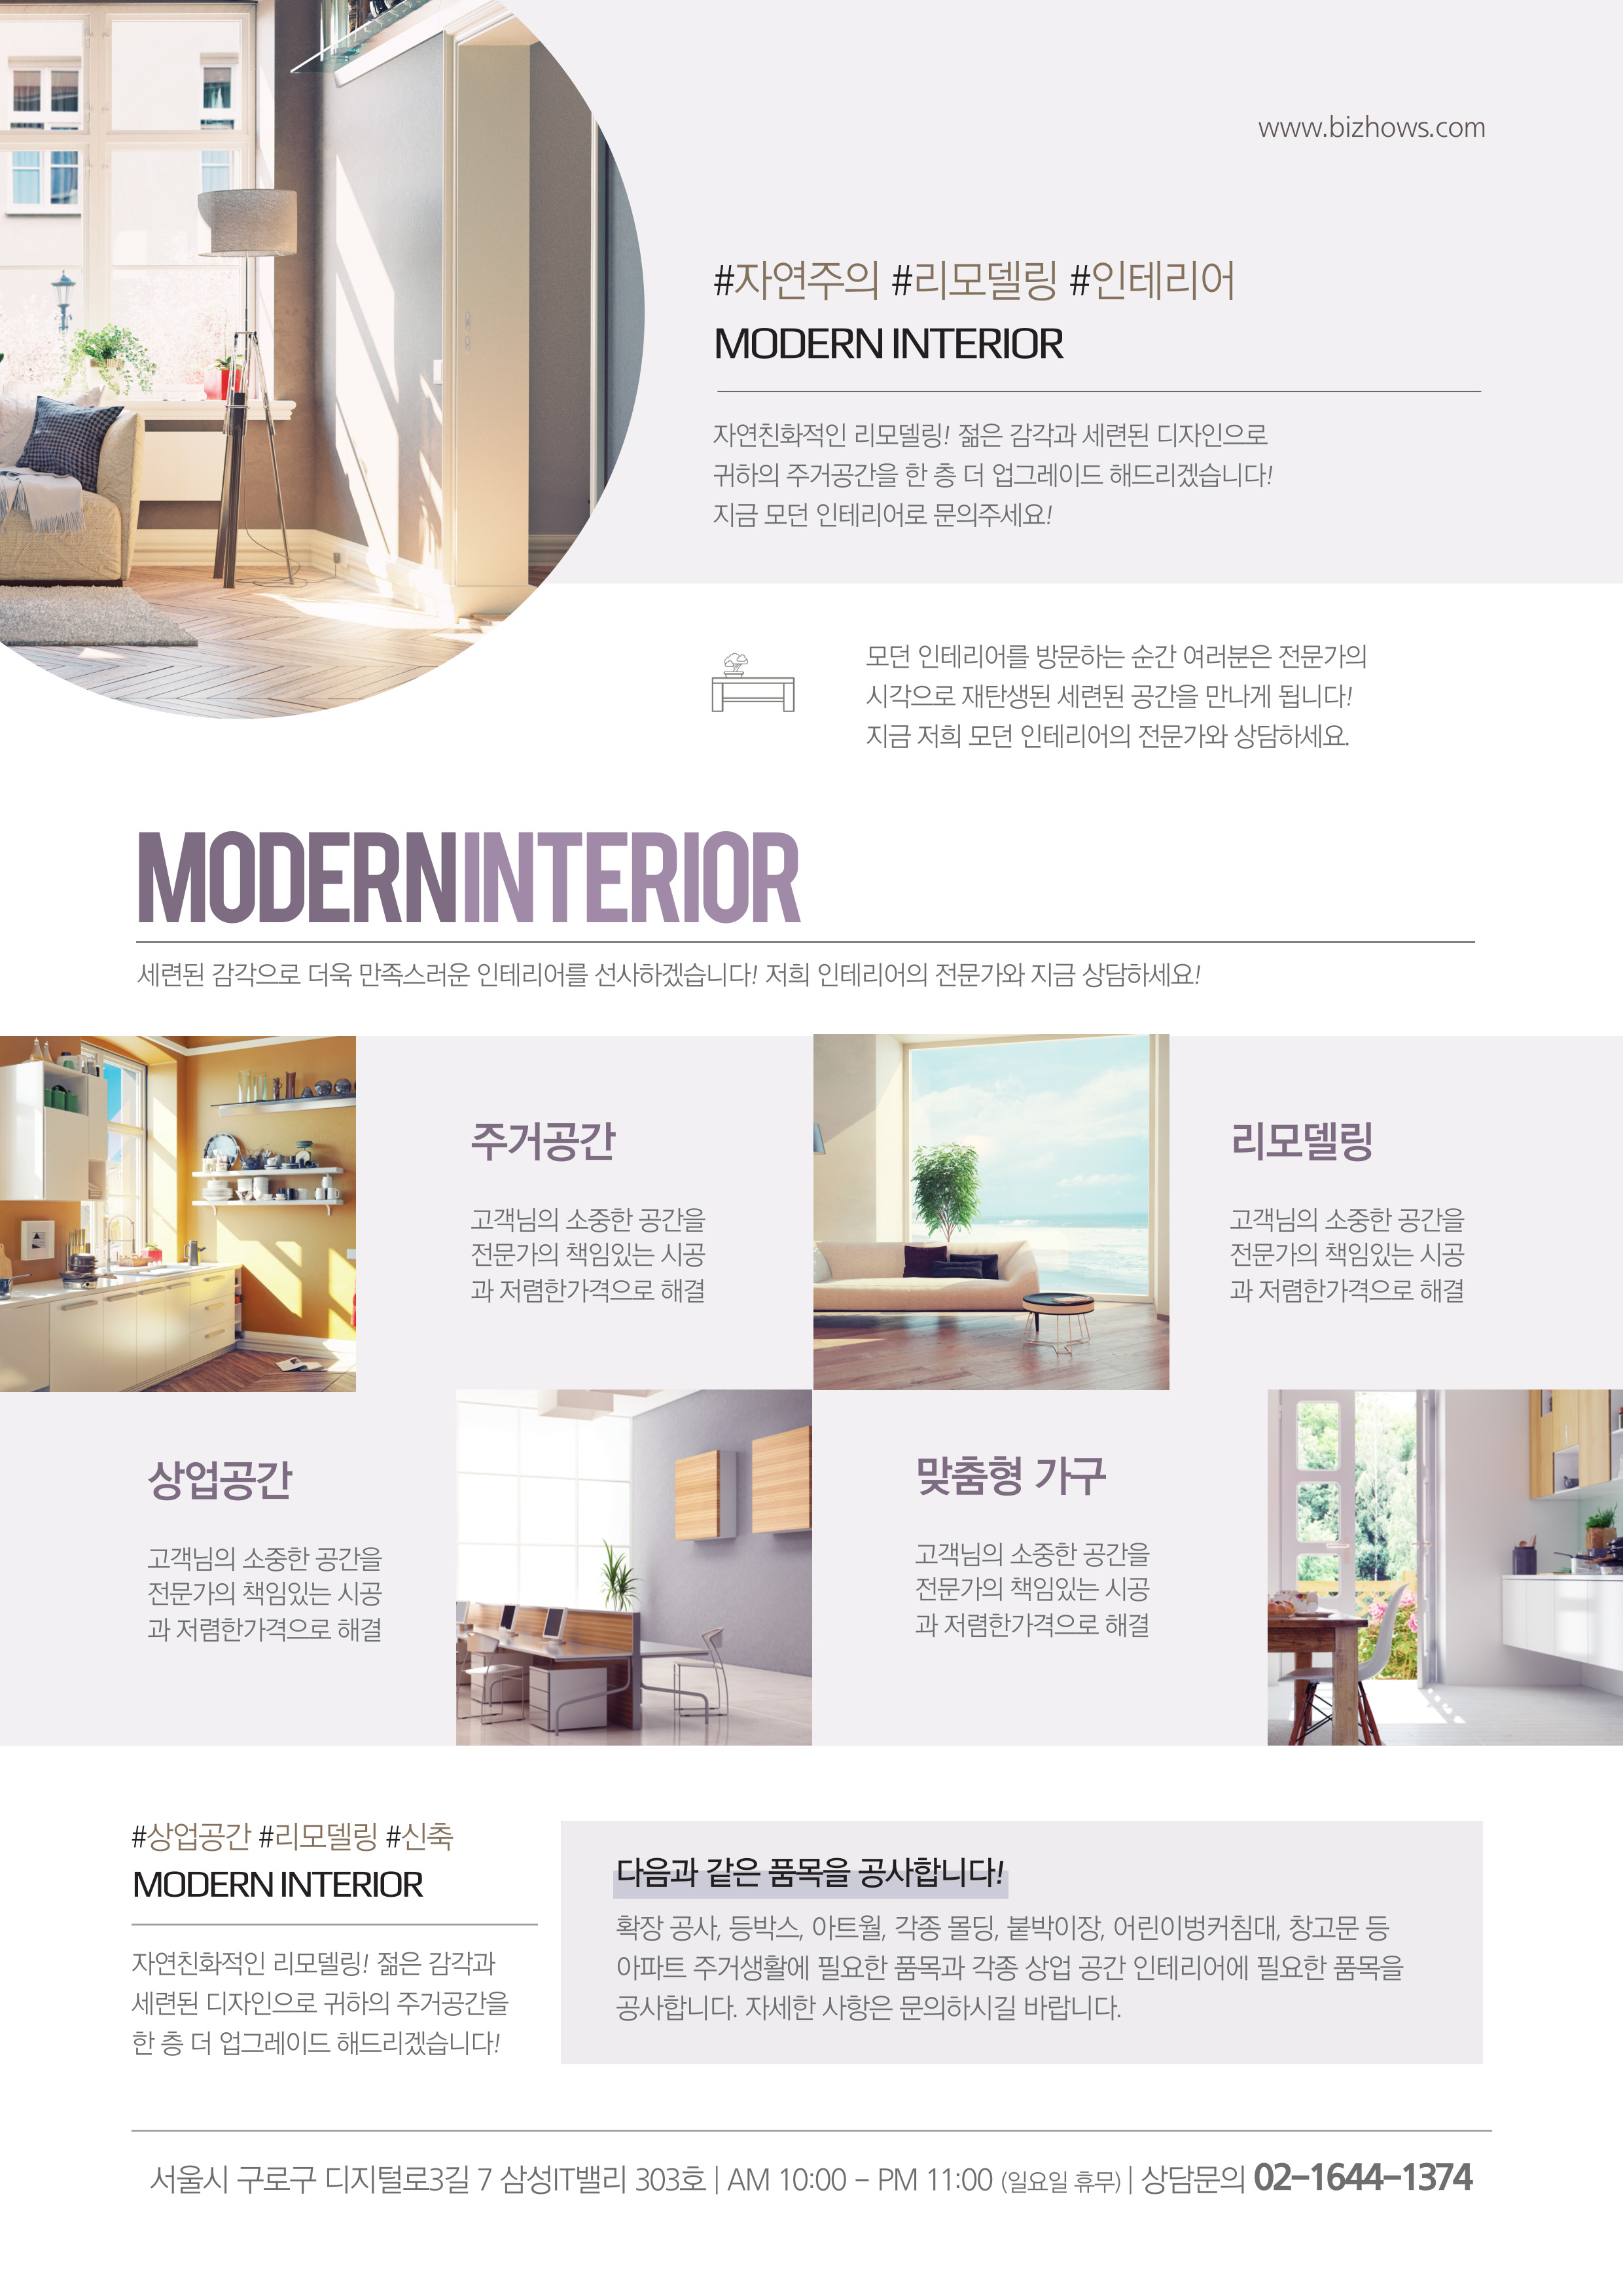 www.bizhows.com
#자연주의 #리모델링 #인테리어
MODERN INTERIOR
자연친화적인 리모델링! 젊은 감각과 세련된 디자인으로
귀하의 주거공간을 한 층 더 업그레이드 해드리겠습니다!
지금 모던 인테리어로 문의주세요!
모던 인테리어를 방문하는 순간 여러분은 전문가의
시각으로 재탄생된 세련된 공간을 만나게 됩니다!
지금 저희 모던 인테리어의 전문가와 상담하세요.
MODERNINTERIOR
세련된 감각으로 더욱 만족스러운 인테리어를 선사하겠습니다! 저희 인테리어의 전문가와 지금 상담하세요!
주거공간
고객님의 소중한 공간을
전문가의 책임있는 시공
과 저렴한가격으로 해결
리모델링
고객님의 소중한 공간을
전문가의 책임있는 시공
과 저렴한가격으로 해결
상업공간
고객님의 소중한 공간을
전문가의 책임있는 시공
과 저렴한가격으로 해결
맞춤형 가구
고객님의 소중한 공간을
전문가의 책임있는 시공
과 저렴한가격으로 해결
#상업공간 #리모델링 #신축
MODERN INTERIOR
자연친화적인 리모델링! 젊은 감각과
세련된 디자인으로 귀하의 주거공간을
한 층 더 업그레이드 해드리겠습니다!
다음과 같은 품목을 공사합니다!
확장 공사, 등박스, 아트월, 각종 몰딩, 붙박이장, 어린이벙커침대, 창고문 등
아파트 주거생활에 필요한 품목과 각종 상업 공간 인테리어에 필요한 품목을
공사합니다. 자세한 사항은 문의하시길 바랍니다.
서울시 구로구 디지털로3길 7 삼성IT밸리 303호 | AM 10:00 - PM 11:00 (일요일 휴무) | 상담문의 02-1644-1374